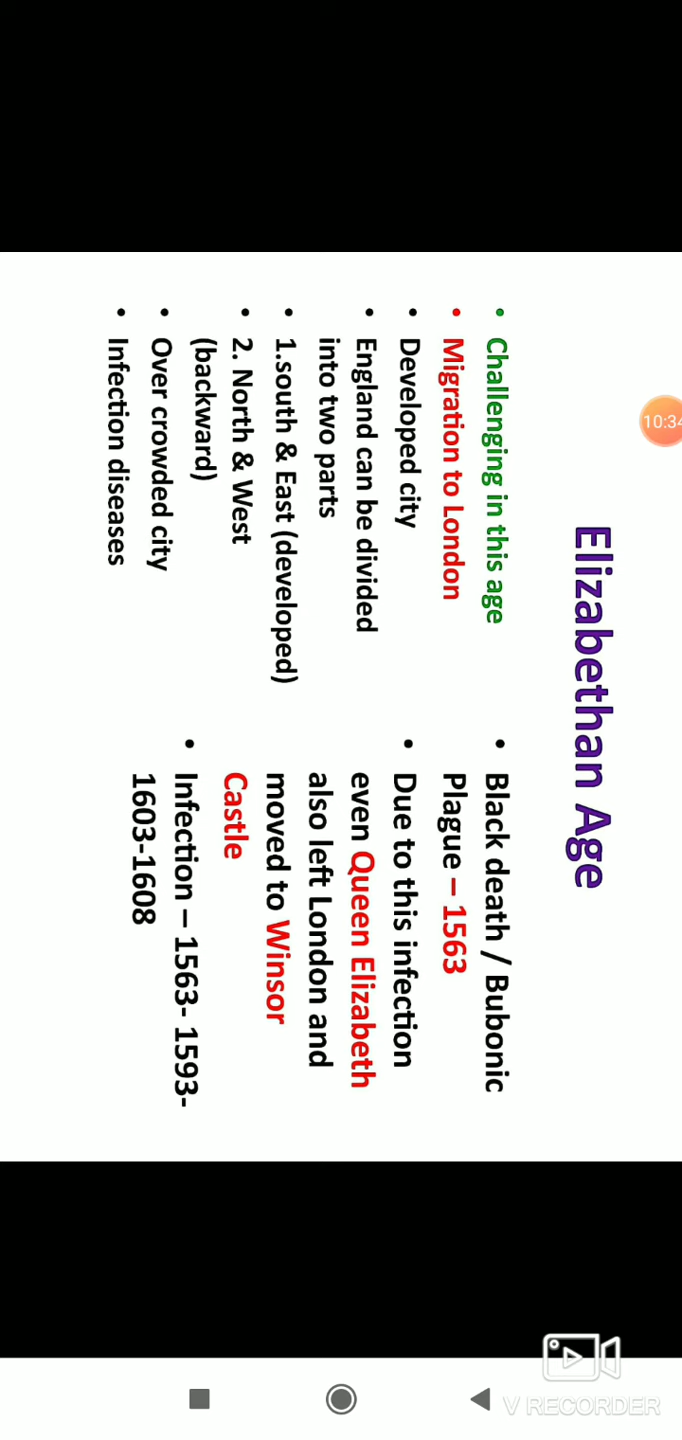 Elizabethan Age
• Challenging in this age
• Migration to London
• Developed city
• England can be divided
into two parts
• 1.south & East (developed)
• 2. North & West
(backward)
• Over crowded city
• Infection diseases
• Black death / Bubonic
Plague – 1563
• Due to this infection
even Queen Elizabeth
also left London and
moved to Winsor
Castle
• Infection – 1563- 1593-
1603-1608
10:34
V RECORDER